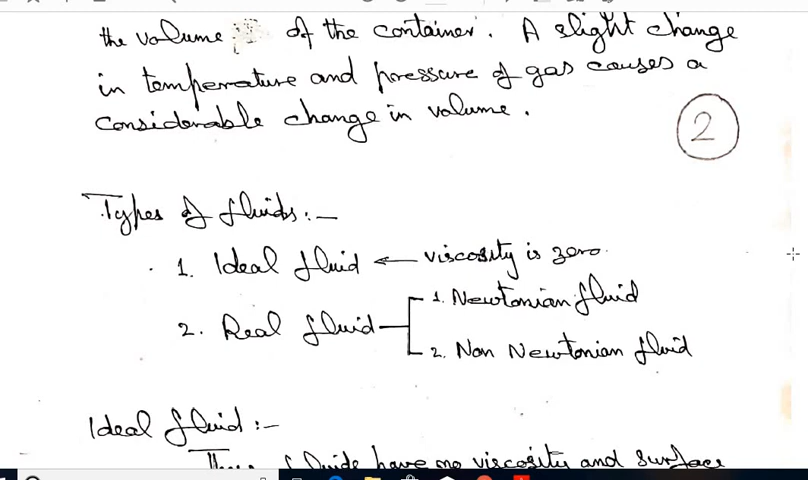 the volume of the container. A slight change
in temperature and pressure of gas causes a
considerable change in volume.
2
Types of fluids:-
1. Ideal fluid ← viscosity is zero.
2. Real fluid
1. Newtonian fluid
2. Non Newtonian fluid
Ideal fluid :-
fluids have no viscosity and surface